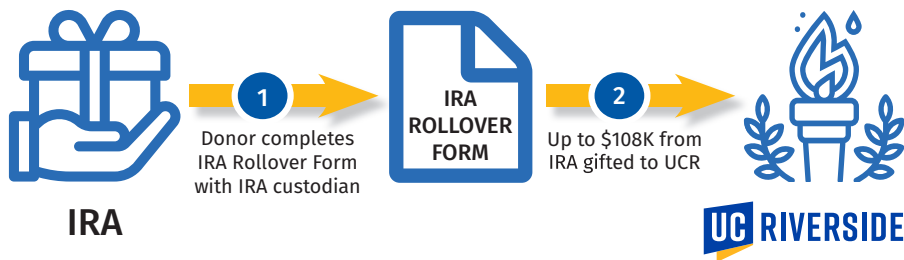 IRA
1
Donor completes
IRA Rollover Form
with IRA custodian
IRA
ROLLOVER
FORM
2
Up to $108K from
IRA gifted to UCR
UC RIVERSIDE